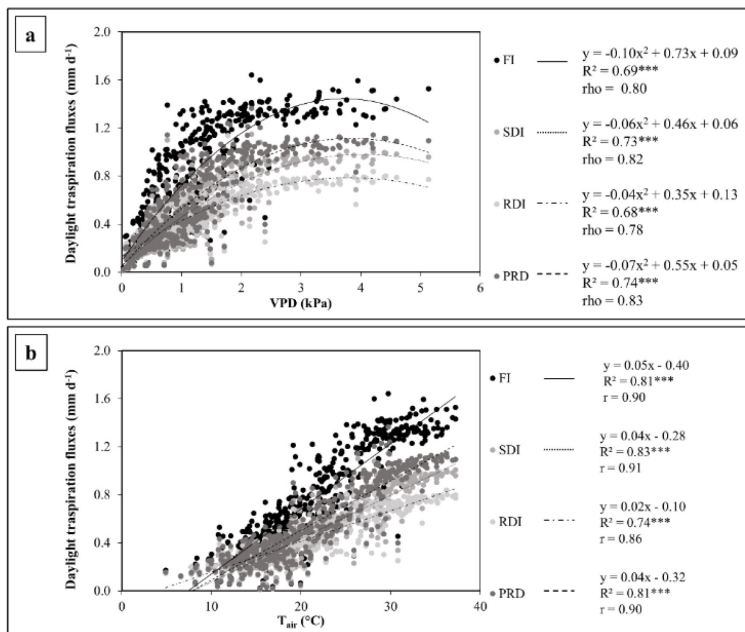 a
Daylight traspiration fluxes (mm d⁻¹)
2.0
1.6
1.2
0.8
0.4
0.0
0 1 2 3 4 5 6
VPD (kPa)
FI
y = -0.10x² + 0.73x + 0.09
R² = 0.69***
rho = 0.80
SDI
y = -0.06x² + 0.46x + 0.06
R² = 0.73***
rho = 0.82
RDI
y = -0.04x² + 0.35x + 0.13
R² = 0.68***
rho = 0.78
PRD
y = -0.07x² + 0.55x + 0.05
R² = 0.74***
rho = 0.83
b
Daylight traspiration fluxes (mm d⁻¹)
2.0
1.6
1.2
0.8
0.4
0.0
0 10 20 30 40
Tair (°C)
FI
y = 0.05x - 0.40
R² = 0.81***
r = 0.90
SDI
y = 0.04x - 0.28
R² = 0.83***
r = 0.91
RDI
y = 0.02x - 0.10
R² = 0.74***
r = 0.86
PRD
y = 0.04x - 0.32
R² = 0.81***
r = 0.90